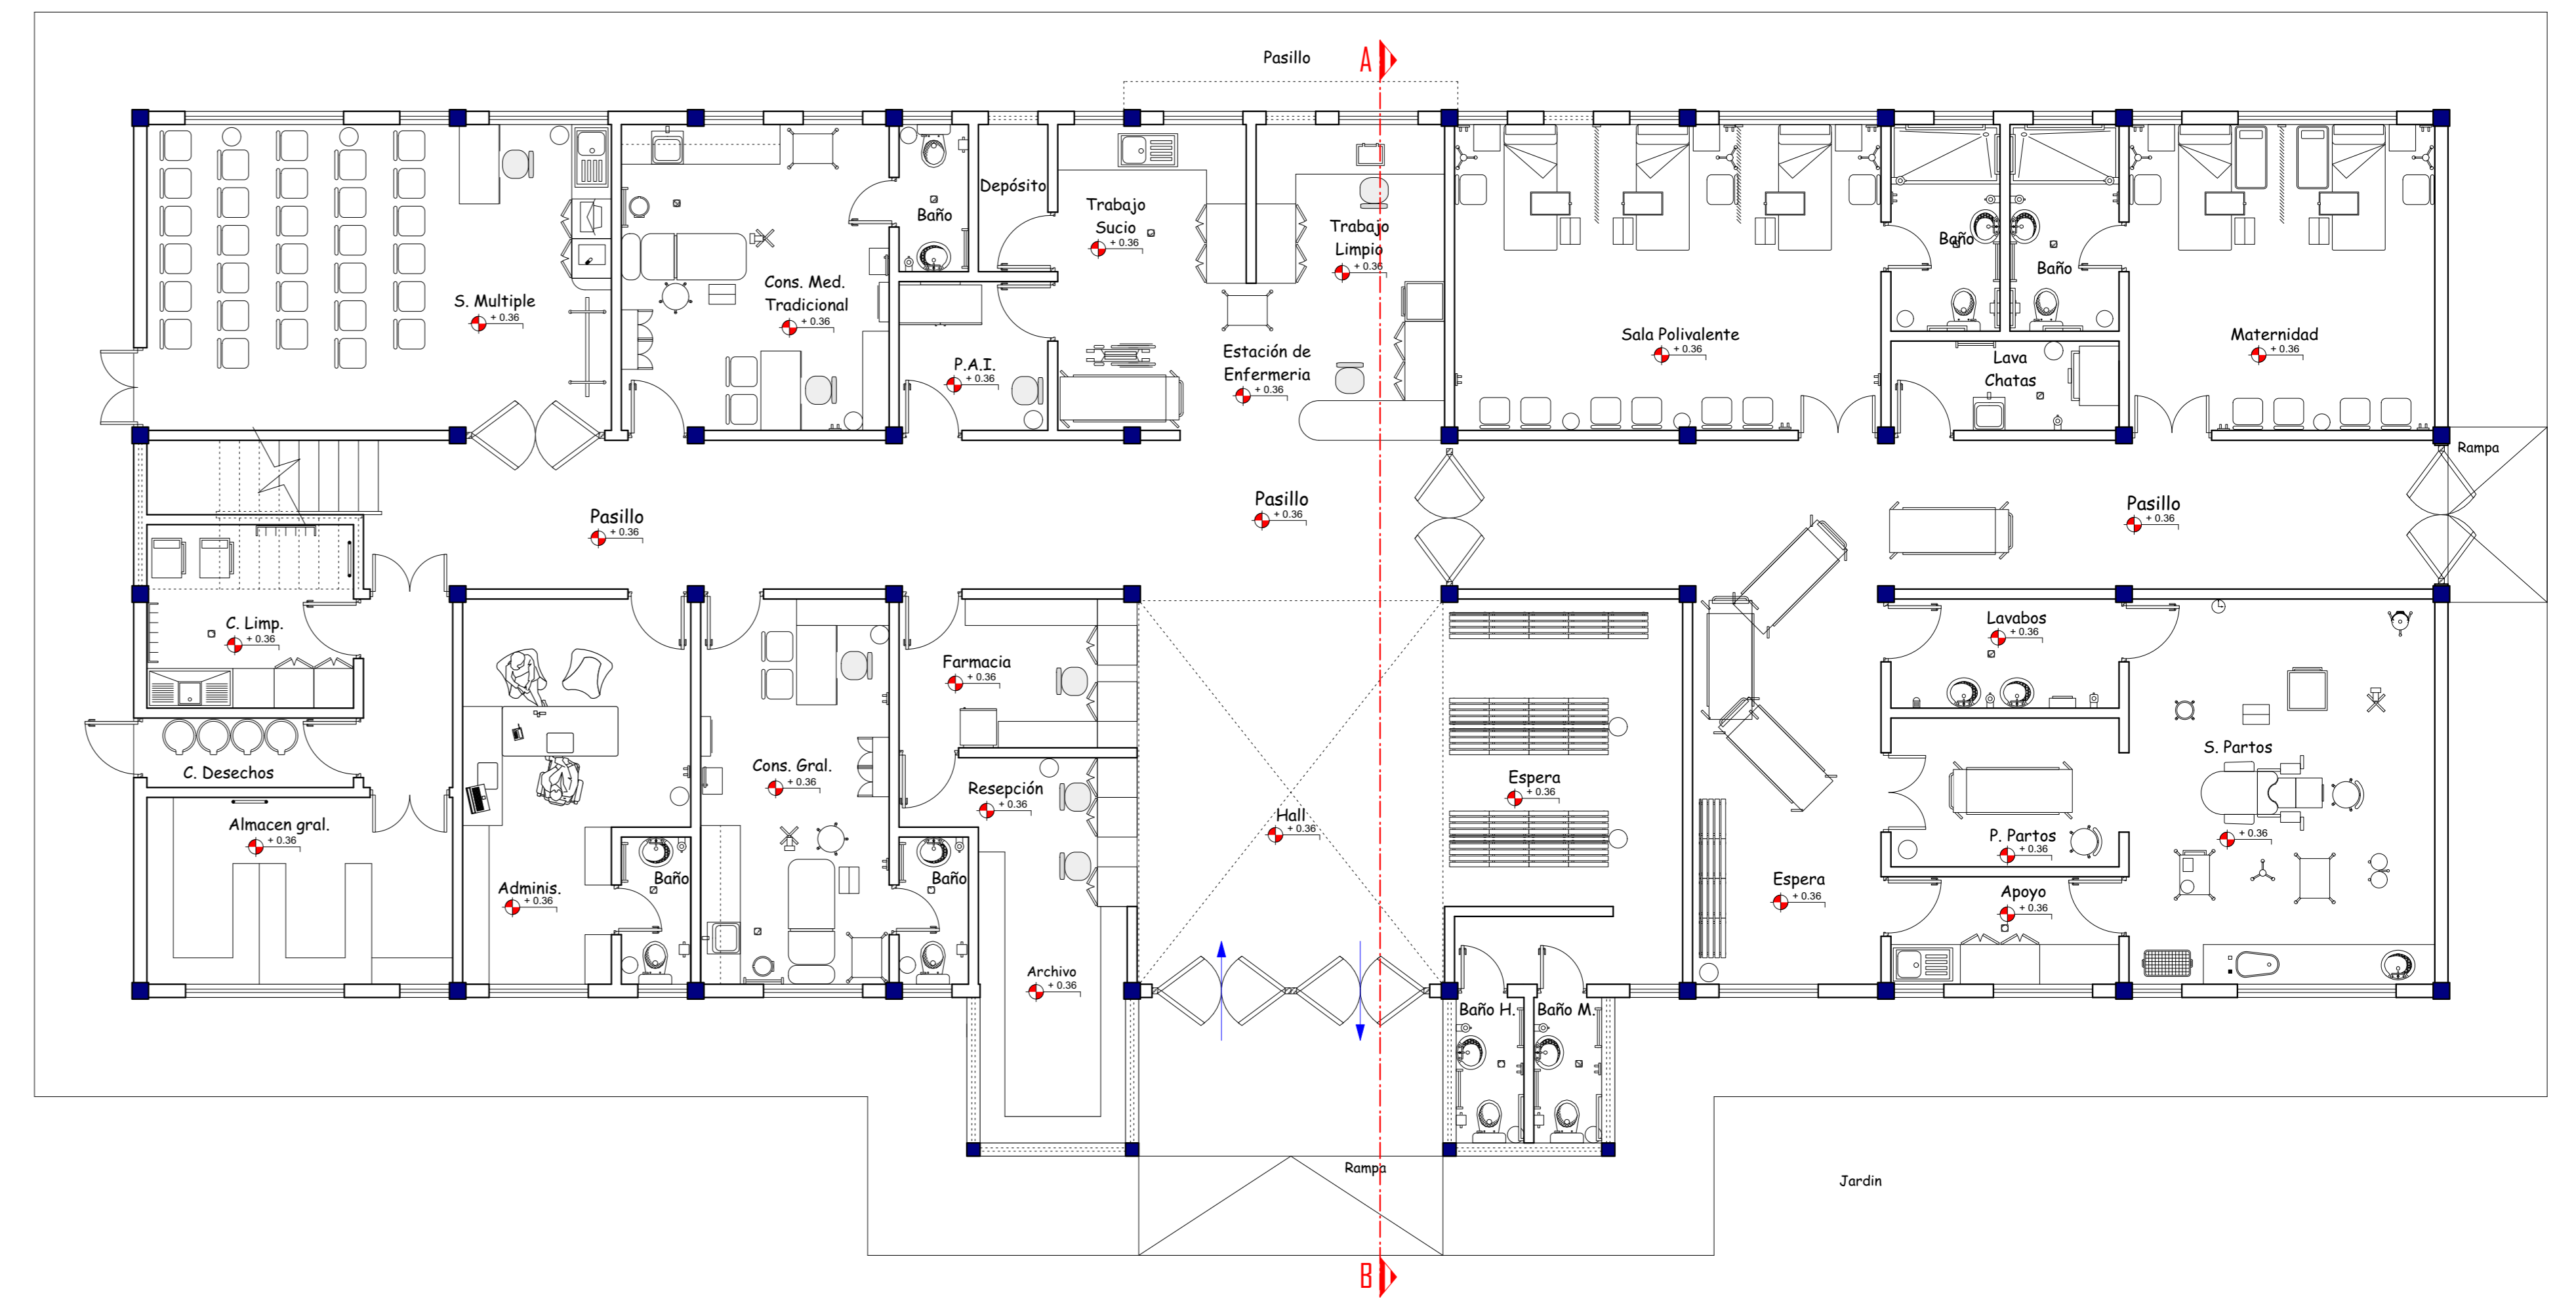 Pasillo
A
Depósito
Baño
Trabajo
Sucio
+ 0.36
Trabajo
Limpio
+ 0.36
Baño
Baño
Cons. Med.
Tradicional
+ 0.36
S. Multiple
+ 0.36
Estación de
Enfermeria
+ 0.36
P.A.I.
+ 0.36
Sala Polivalente
+ 0.36
Lava
Chatas
Maternidad
+ 0.36
Rampa
Pasillo
+ 0.36
Pasillo
+ 0.36
Pasillo
+ 0.36
C. Limp.
+ 0.36
Farmacia
+ 0.36
Lavabos
+ 0.36
C. Desechos
Cons. Gral.
+ 0.36
Resepción
+ 0.36
Espera
+ 0.36
S. Partos
+ 0.36
Almacen gral.
+ 0.36
Hall
+ 0.36
P. Partos
+ 0.36
Adminis.
+ 0.36
Baño
Baño
Espera
+ 0.36
Apoyo
+ 0.36
Archivo
+ 0.36
Baño H.
Baño M.
Rampa
Jardin
B